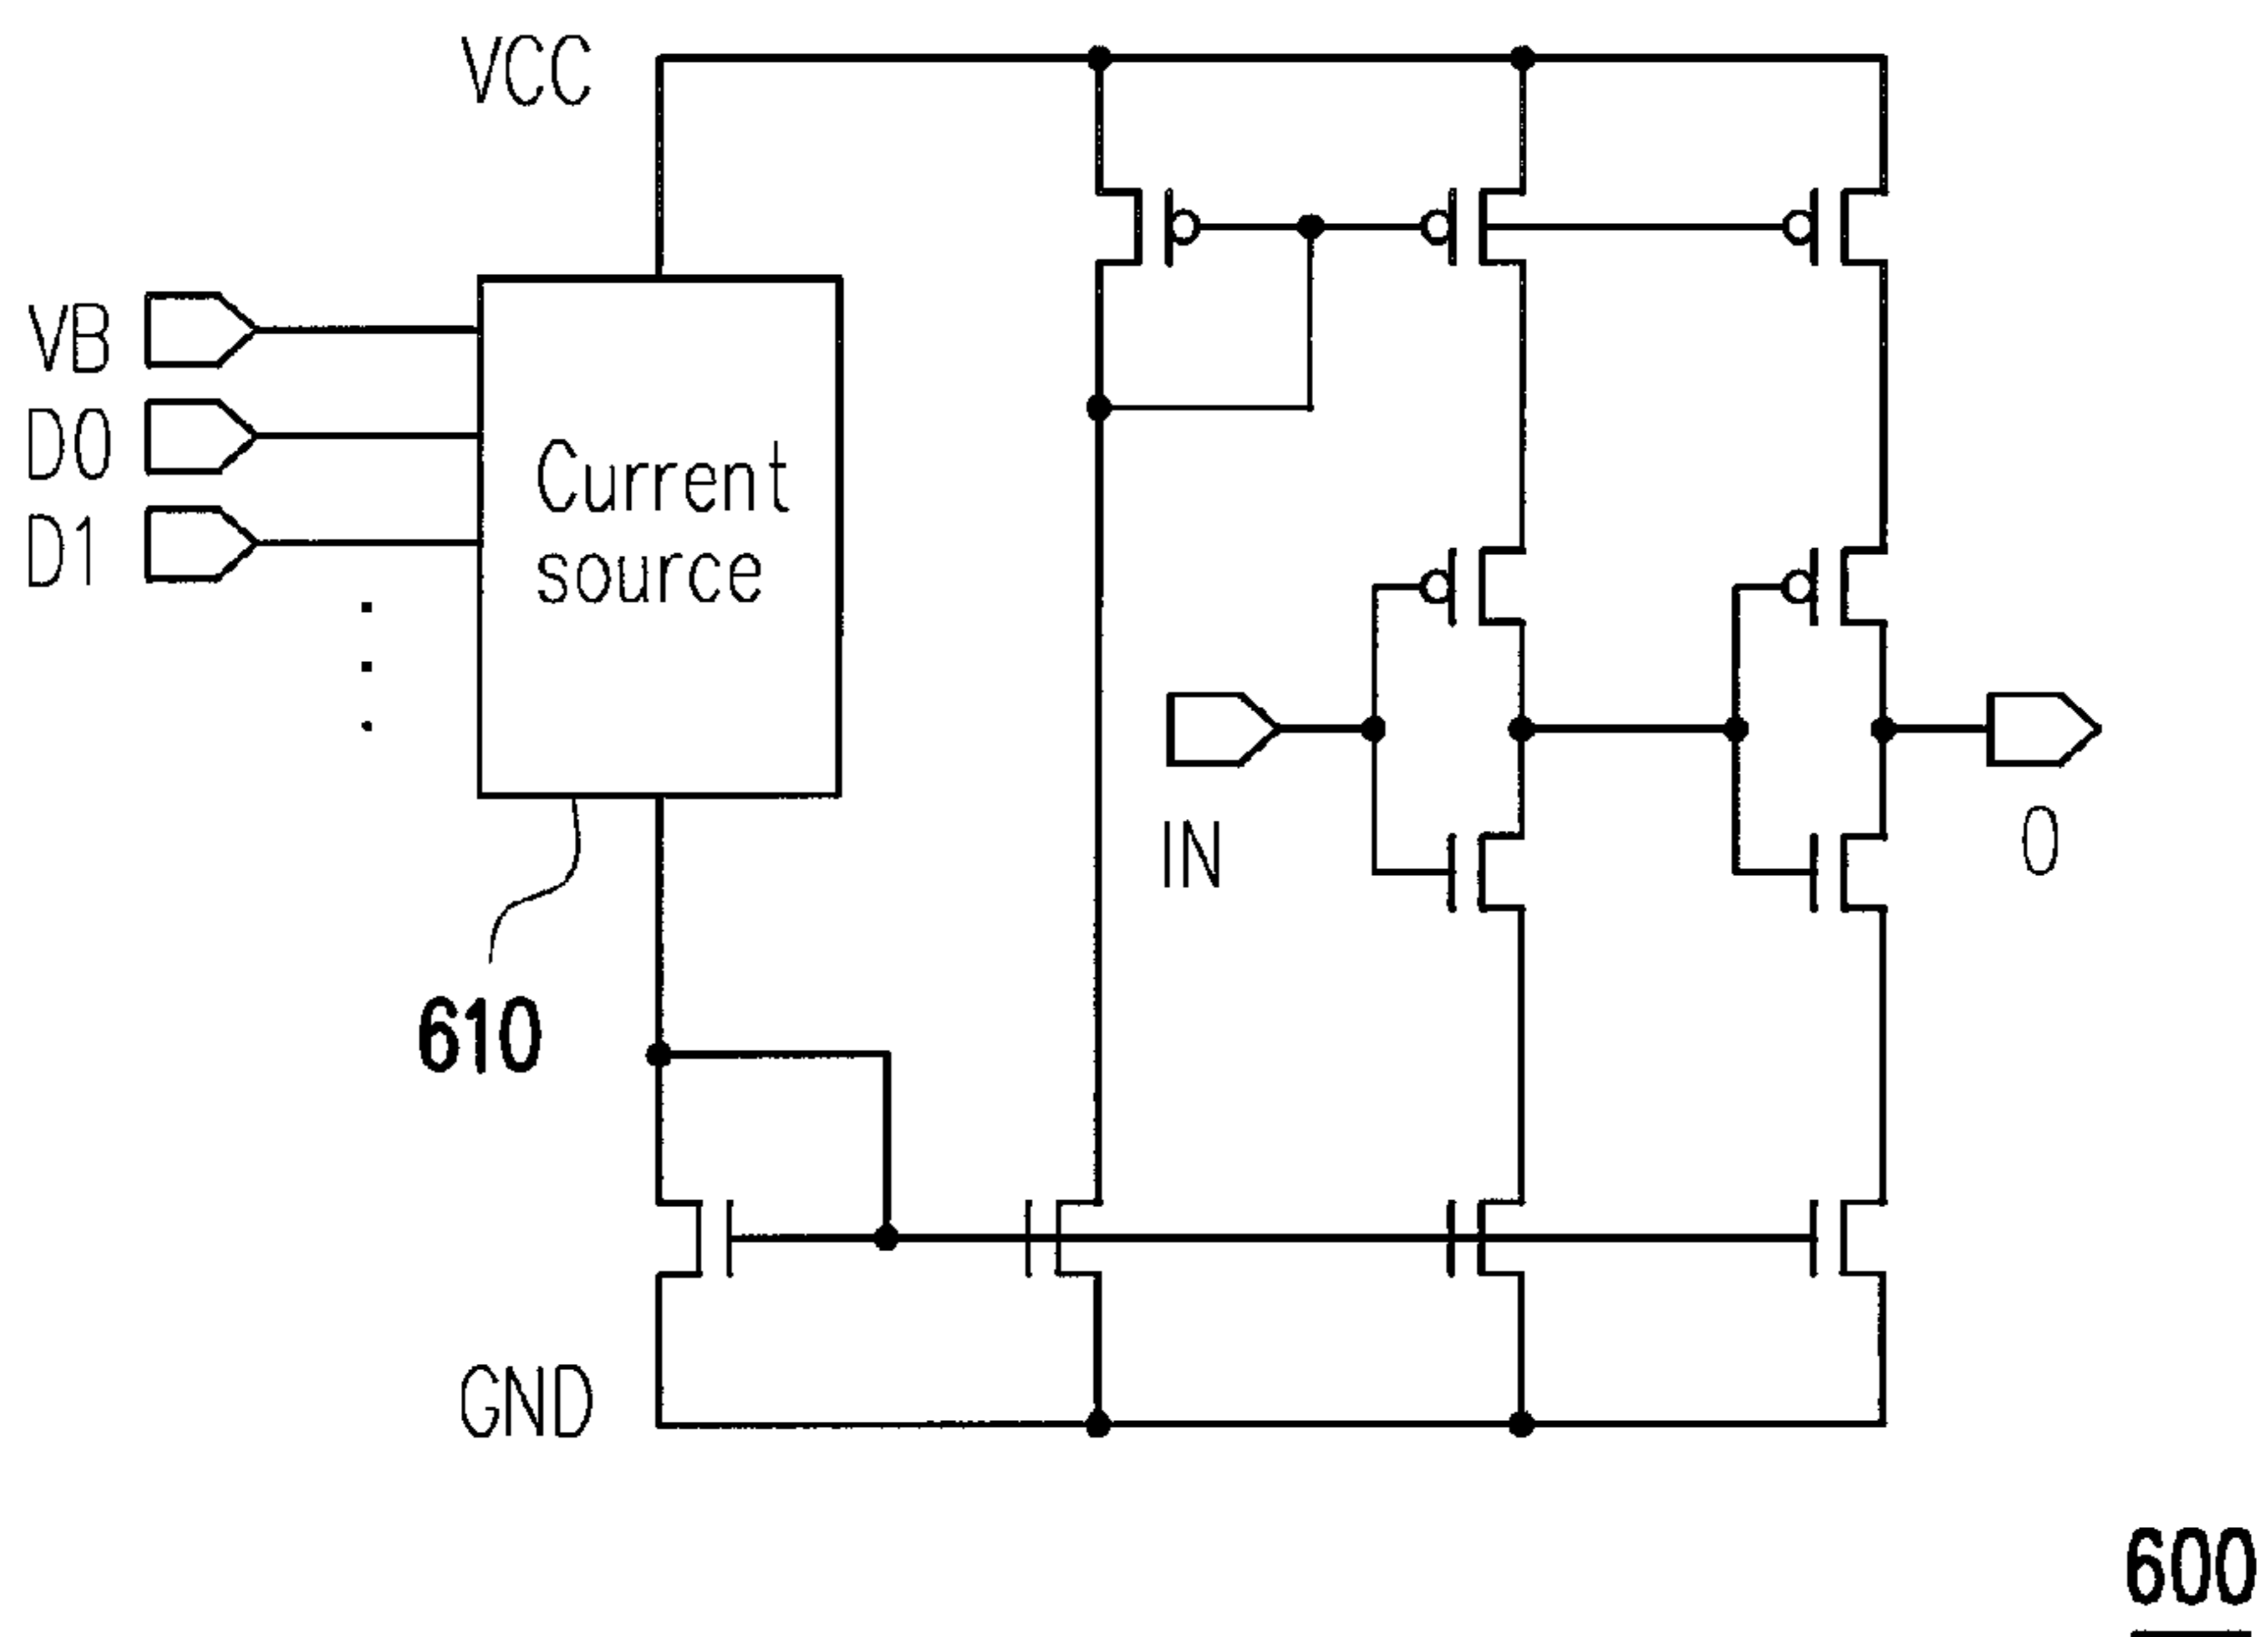 VCC
VB
D0
D1
Current
source
IN
O
610
GND
600